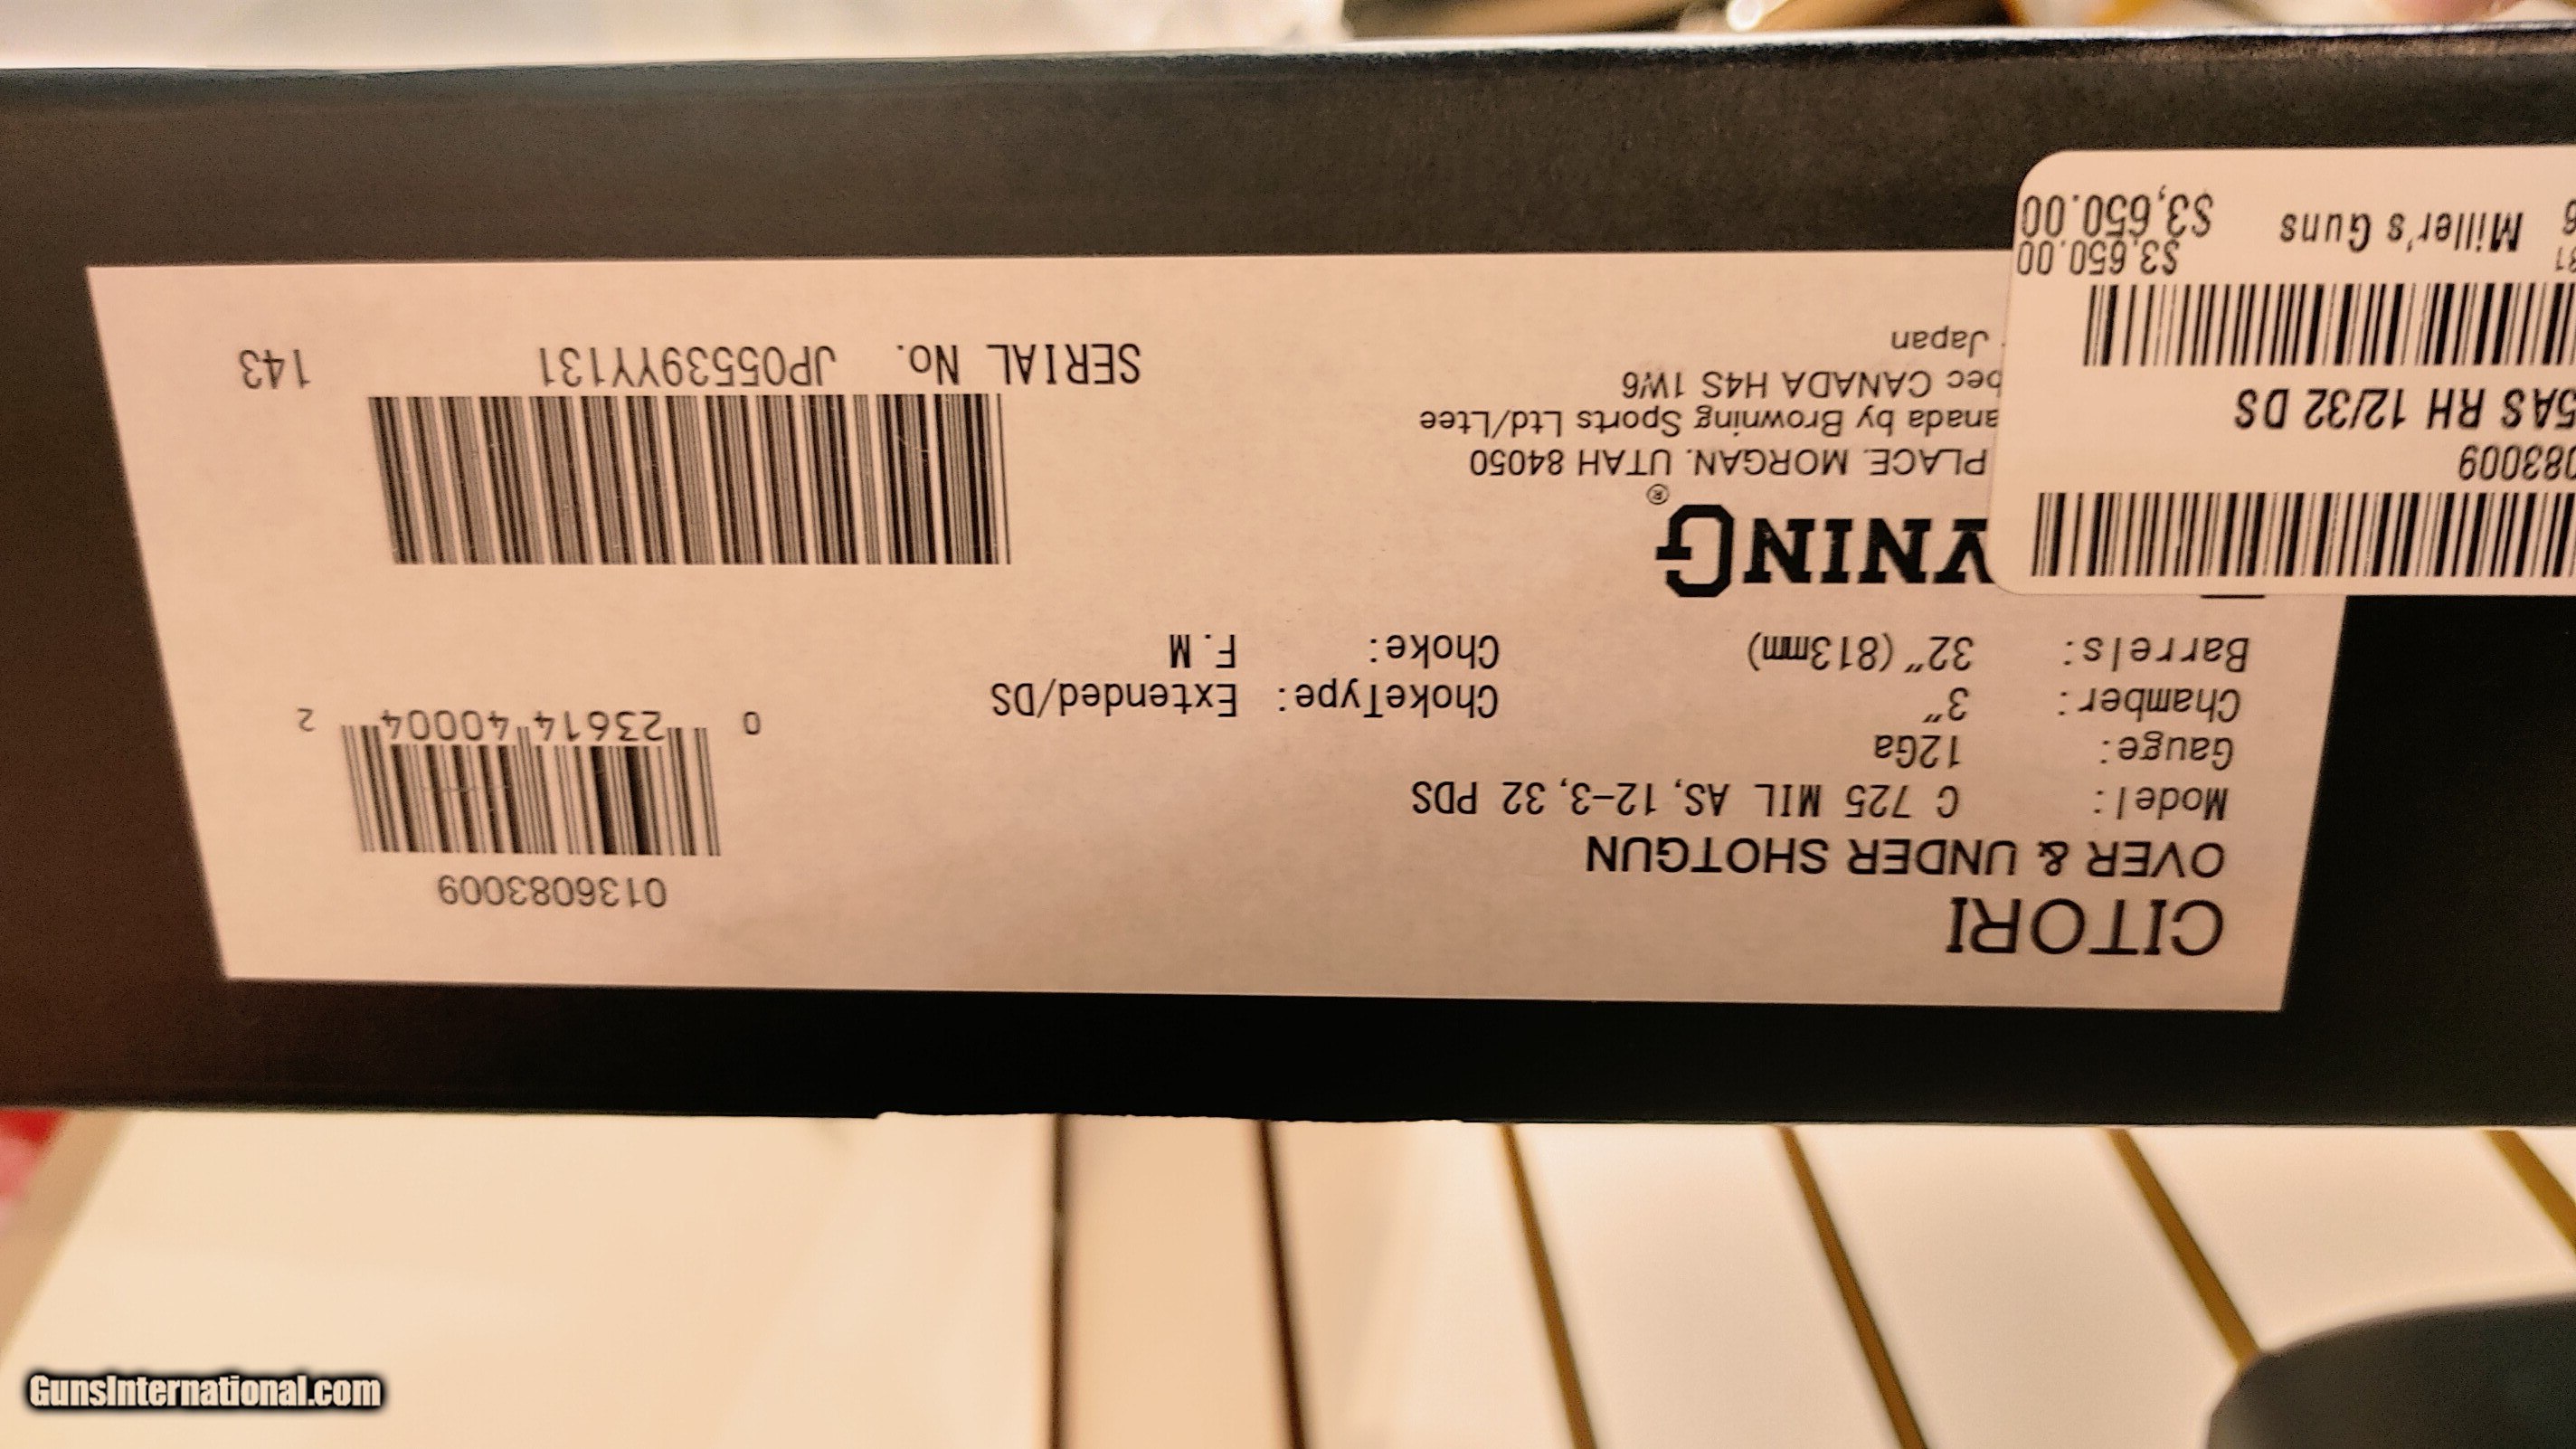 CITORI
OVER & UNDER SHOTGUN
Model: C 725 MIL AS, 12-3, 32 PDS
Gauge: 12Ga
Chamber: 3" ChokeType: Extended/DS
Barrels: 32" (813mm) Choke: F.M
0136083009
0 23614 40004 2
WNING®
PLACE. MORGAN. UTAH 84050
anada by Browning Sports Ltd/Ltee
bec CANADA H4S 1W6
Japan
SERIAL No. JP05539YY131 143
083009
5AS RH 12/32 DS
$3,650.00
Miller's Guns $3,650.00
GunsInternational.com